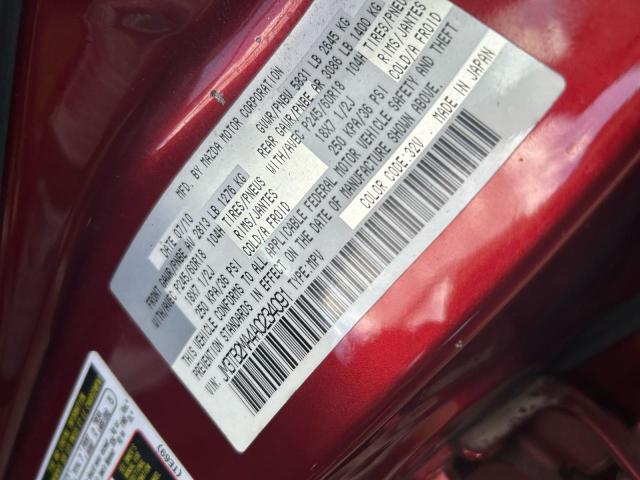 MFD. BY MAZDA MOTOR CORPORATION
DATE 07/10 GVWR/PNBV 5831 LB 2645 KG
FRONT GAWR/PNBE AV 2813 LB 1276 KG REAR GAWR/PNBE AR 3086 LB 1400 KG
WITH/AVEC P245/60R18 104H TIRES/PNEUS WITH/AVEC P245/60R18 104H TIRES/PNEUS
18X7 1/2J RIMS/JANTES 18X7 1/2J RIMS/JANTES
250 KPA/36 PSI COLD/A FROID 250 KPA/36 PSI COLD/A FROID
THIS VEHICLE CONFORMS TO ALL APPLICABLE FEDERAL MOTOR VEHICLE SAFETY AND THEFT
PREVENTION STANDARDS IN EFFECT ON THE DATE OF MANUFACTURE SHOWN ABOVE. MADE IN JAPAN
VIN: TYPE: MPV COLOR CODE: 32V
(TE69)